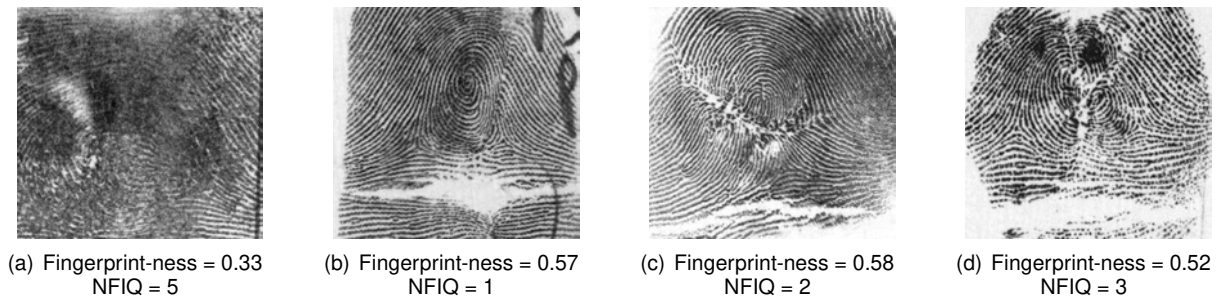 (a) Fingerprint-ness = 0.33
NFIQ = 5
(b) Fingerprint-ness = 0.57
NFIQ = 1
(c) Fingerprint-ness = 0.58
NFIQ = 2
(d) Fingerprint-ness = 0.52
NFIQ = 3